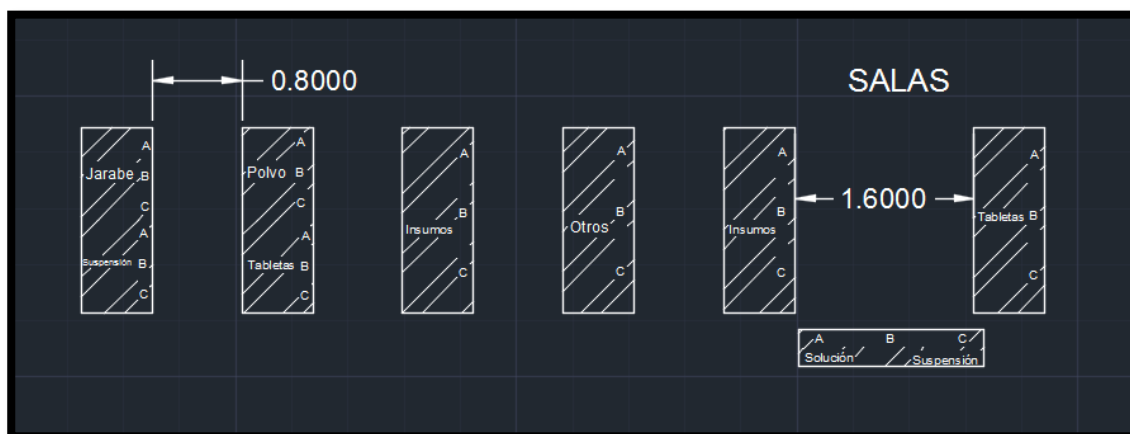 0.8000
SALAS
A
Jarabe B
C
A
Suspensión B
C
A
Polvo B
C
A
Tabletas B
C
A
B
Insumos
C
A
B
Otros
C
A
B
Insumos
C
1.6000
A
Tabletas B
C
A B C
Solución Suspensión